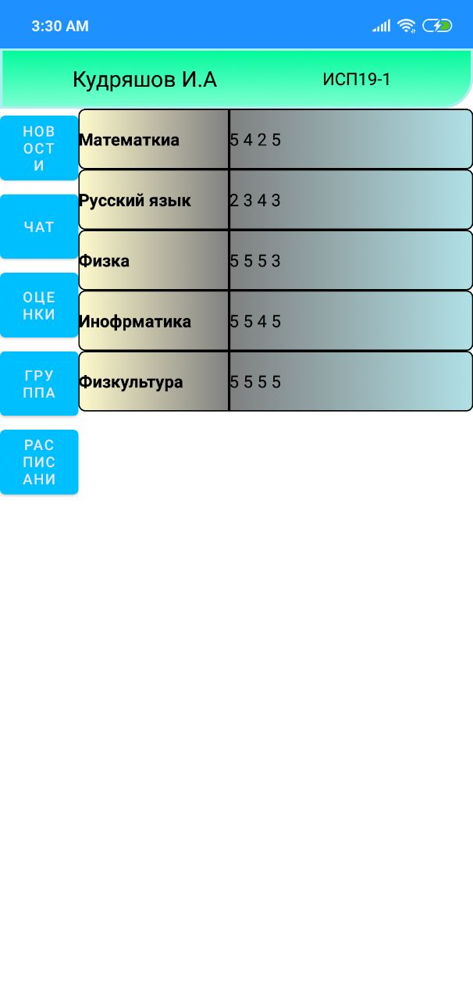 3:30 AM
Кудряшов И.А ИСП19-1
НОВ
ОСТ
И
ЧАТ
ОЦЕ
НКИ
ГРУ
ППА
РАС
ПИС
АНИ
Математкиа 5 4 2 5
Русский язык 2 3 4 3
Физка 5 5 5 3
Инофрматика 5 5 4 5
Физкультура 5 5 5 5